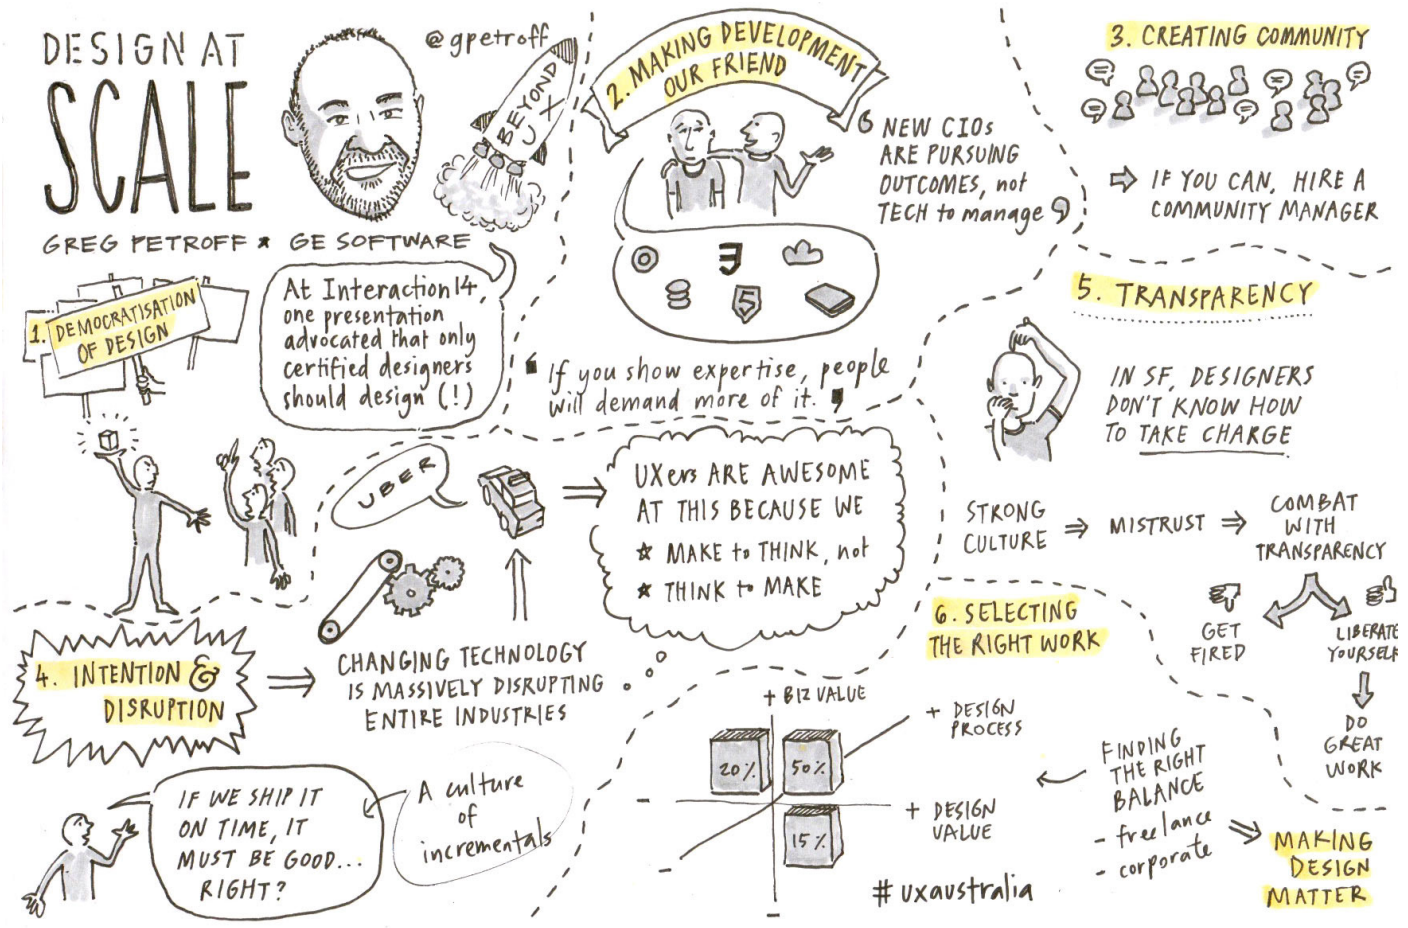 DESIGN AT
SCALE
@gpetroff
BEYOND
UX
GREG PETROFF * GE SOFTWARE
1. DEMOCRATISATION
OF DESIGN
At Interaction14,
one presentation
advocated that only
certified designers
should design (!)
2. MAKING DEVELOPMENT
OUR FRIEND
NEW CIOs
ARE PURSUING
OUTCOMES, not
TECH to manage
3
5
If you show expertise, people
will demand more of it.
3. CREATING COMMUNITY
⇨ IF YOU CAN, HIRE A
COMMUNITY MANAGER
4. INTENTION &
DISRUPTION
⇒ CHANGING TECHNOLOGY
IS MASSIVELY DISRUPTING
ENTIRE INDUSTRIES
UBER
UXers ARE AWESOME
AT THIS BECAUSE WE
★ MAKE to THINK, not
★ THINK to MAKE
IF WE SHIP IT
ON TIME, IT
MUST BE GOOD...
RIGHT?
A culture
of
incrementals
5. TRANSPARENCY
IN SF, DESIGNERS
DON'T KNOW HOW
TO TAKE CHARGE
STRONG
CULTURE ⇒ MISTRUST ⇒
COMBAT
WITH
TRANSPARENCY
GET
FIRED
LIBERATE
YOURSELF
DO
GREAT
WORK
6. SELECTING
THE RIGHT WORK
+ BIZ VALUE
+ DESIGN
PROCESS
20%
50%
15%
+ DESIGN
VALUE
FINDING
THE RIGHT
BALANCE
- freelance
- corporate
⇒ MAKING
DESIGN
MATTER
# uxaustralia